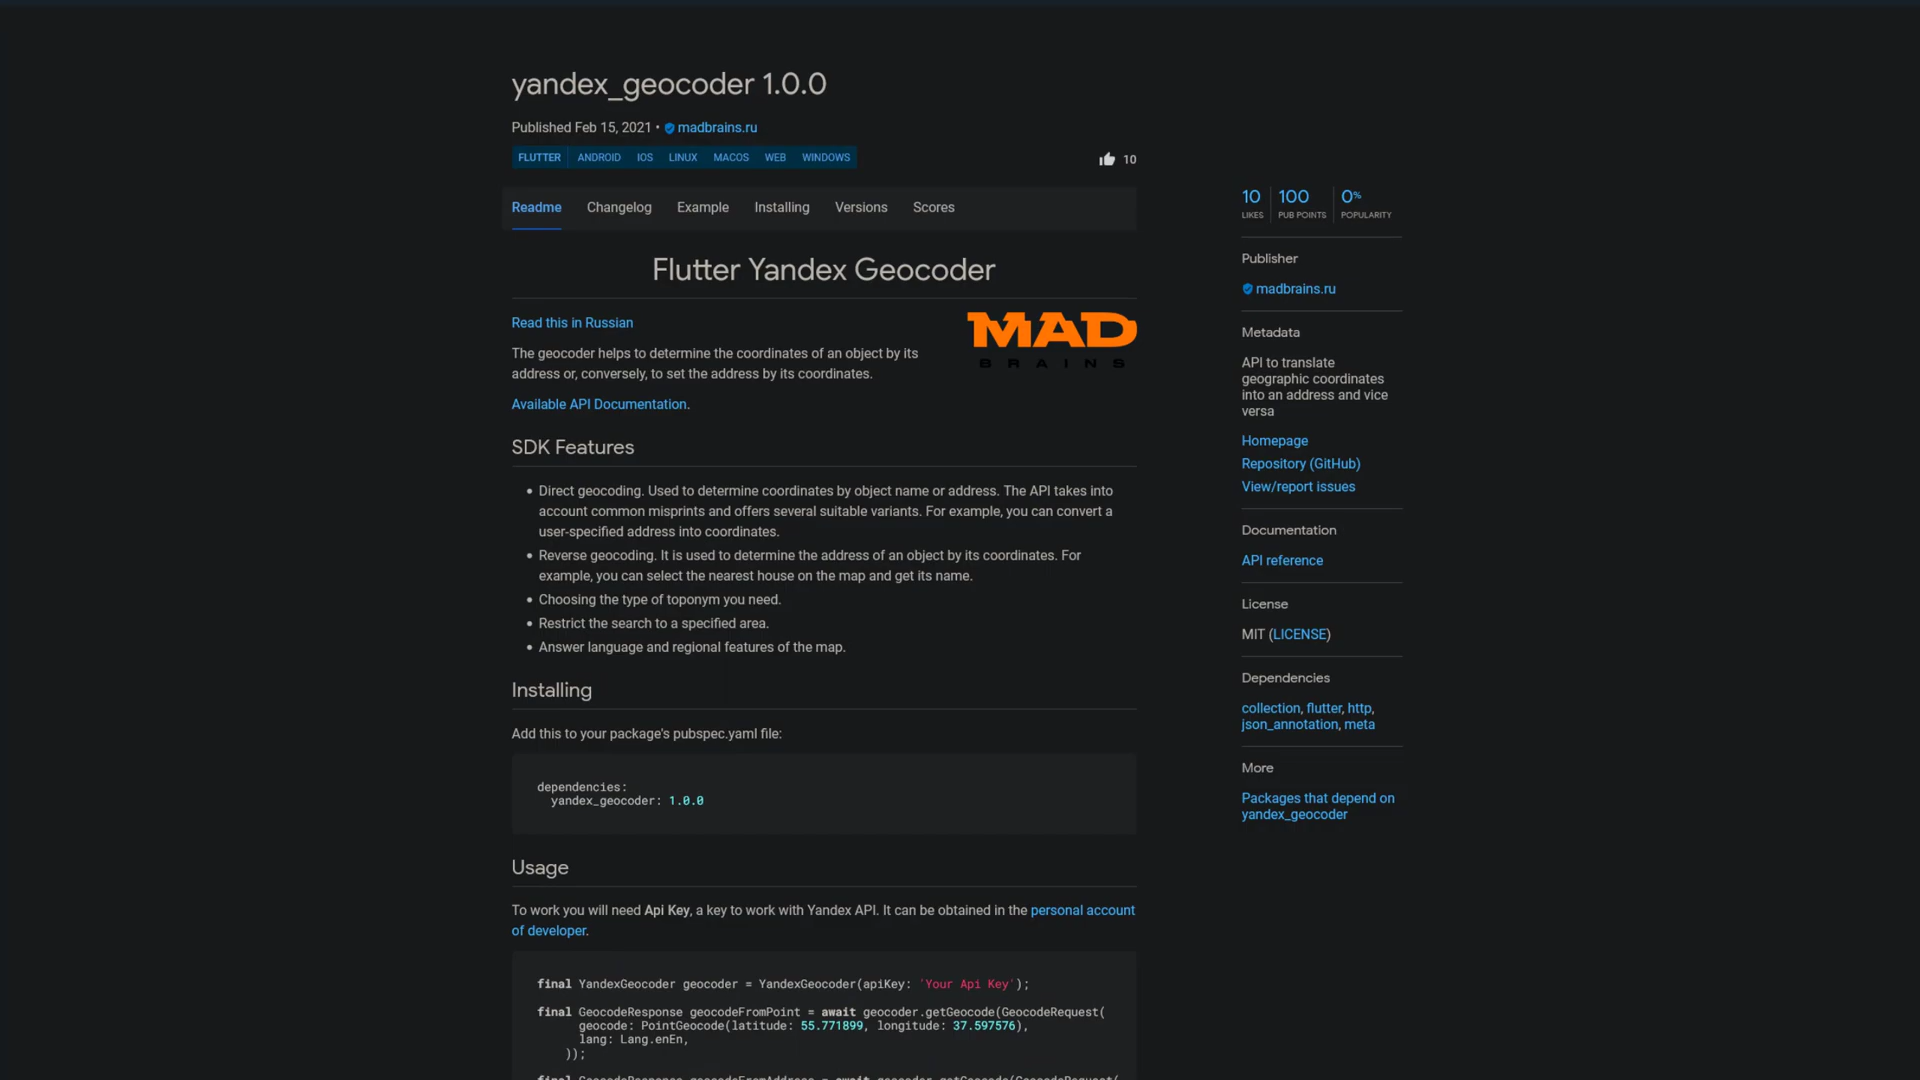 yandex_geocoder 1.0.0
Published Feb 15, 2021 • madbrains.ru
FLUTTER ANDROID IOS LINUX MACOS WEB WINDOWS
10
Readme Changelog Example Installing Versions Scores
Flutter Yandex Geocoder
Read this in Russian
MAD
BRAINS
The geocoder helps to determine the coordinates of an object by its
address or, conversely, to set the address by its coordinates.
Available API Documentation.
SDK Features
• Direct geocoding. Used to determine coordinates by object name or address. The API takes into
account common misprints and offers several suitable variants. For example, you can convert a
user-specified address into coordinates.
• Reverse geocoding. It is used to determine the address of an object by its coordinates. For
example, you can select the nearest house on the map and get its name.
• Choosing the type of toponym you need.
• Restrict the search to a specified area.
• Answer language and regional features of the map.
Installing
Add this to your package's pubspec.yaml file:
dependencies:
yandex_geocoder: 1.0.0
Usage
To work you will need Api Key, a key to work with Yandex API. It can be obtained in the personal account
of developer.
final YandexGeocoder geocoder = YandexGeocoder(apiKey: 'Your Api Key');
final GeocodeResponse geocodeFromPoint = await geocoder.getGeocode(GeocodeRequest(
geocode: PointGeocode(latitude: 55.771899, longitude: 37.597576),
lang: Lang.enEn,
));
final GeocodeResponse geocodeFromAddress = await geocoder.getGeocode(GeocodeRequest(
10 100 0%
LIKES PUB POINTS POPULARITY
Publisher
madbrains.ru
Metadata
API to translate
geographic coordinates
into an address and vice
versa
Homepage
Repository (GitHub)
View/report issues
Documentation
API reference
License
MIT (LICENSE)
Dependencies
collection, flutter, http,
json_annotation, meta
More
Packages that depend on
yandex_geocoder